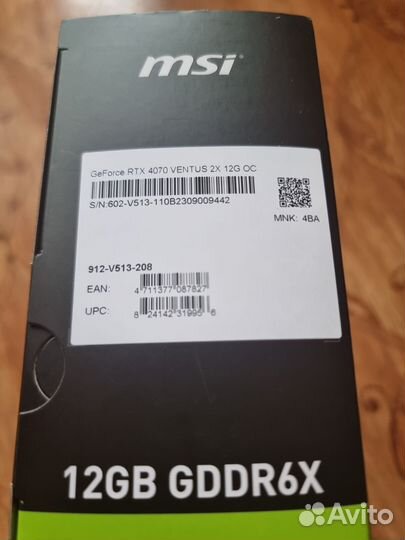 msi
GeForce RTX 4070 VENTUS 2X 12G OC
S/N:602-V513-110B2309009442
MNK: 4BA
912-V513-208
EAN: 4 711377 087827
UPC: 8 24142 31995 6
12GB GDDR6X
Avito